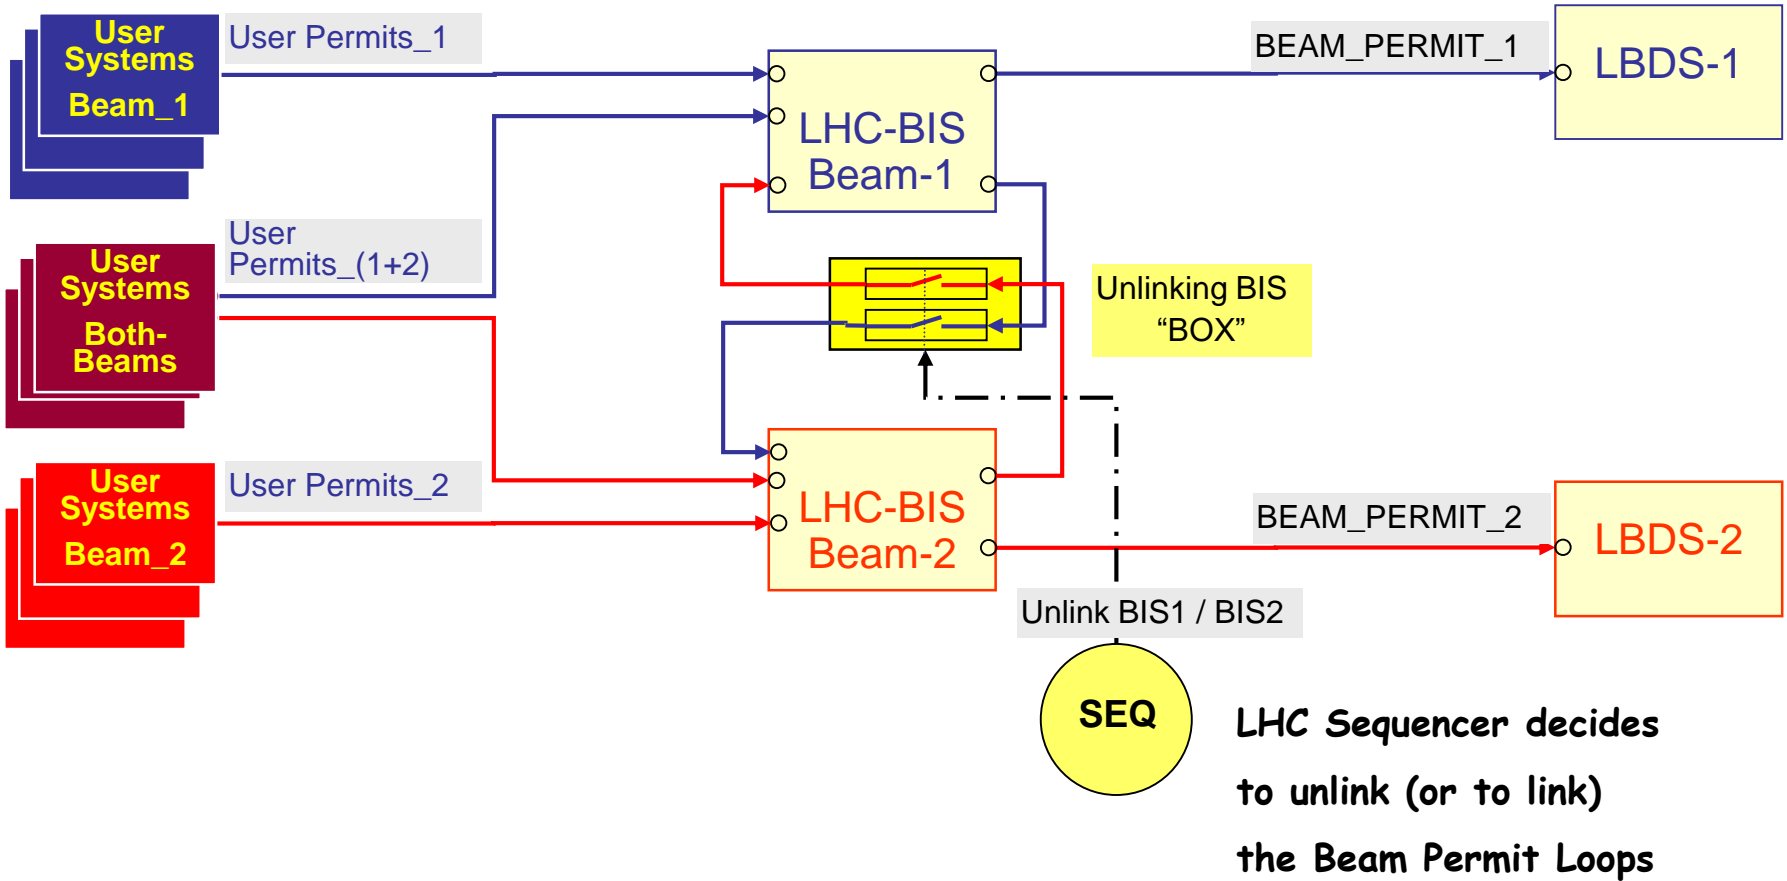 User
Systems
Beam_1
User Permits_1
BEAM_PERMIT_1
LBDS-1
LHC-BIS
Beam-1
User
Permits_(1+2)
User
Systems
Both-
Beams
Unlinking BIS
“BOX”
User
Systems
Beam_2
User Permits_2
LHC-BIS
Beam-2
BEAM_PERMIT_2
LBDS-2
Unlink BIS1 / BIS2
SEQ
LHC Sequencer decides
to unlink (or to link)
the Beam Permit Loops